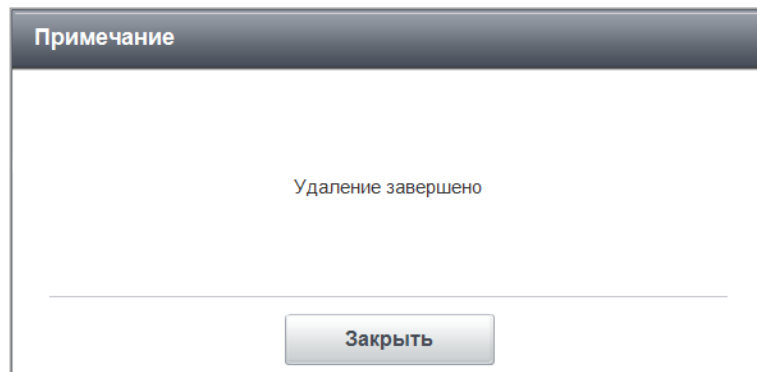 Примечание
Удаление завершено
Закрыть